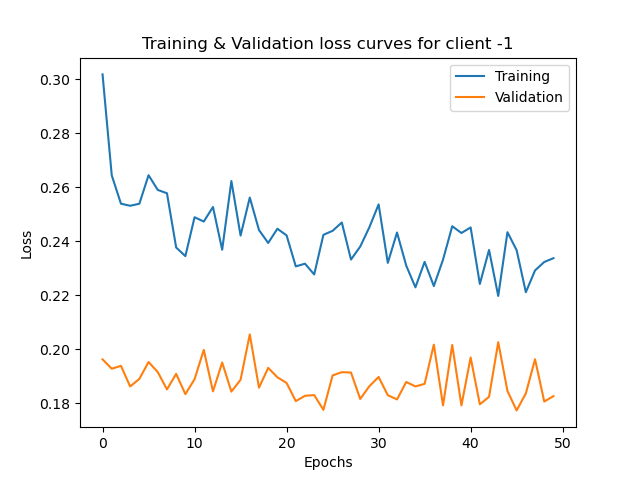 Training & Validation loss curves for client -1
Training
Validation
0.30
0.28
0.26
0.24
0.22
0.20
0.18
Loss
0 10 20 30 40 50
Epochs